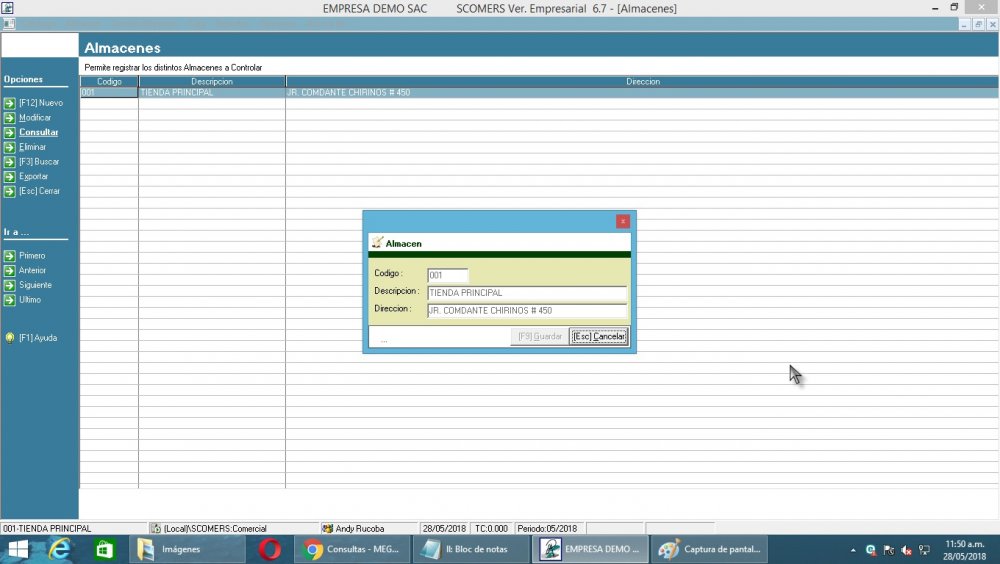 EMPRESA DEMO SAC SCOMERS Ver. Empresarial 6.7 - [Almacenes]
Almacenes
Permite registrar los distintos Almacenes a Controlar
Opciones
[F12] Nuevo
Modificar
Consultar
Eliminar
[F3] Buscar
Exportar
[Esc] Cerrar
Ir a ...
Primero
Anterior
Siguiente
Ultimo
[F1] Ayuda
Codigo Descripcion Direccion
001 TIENDA PRINCIPAL JR. COMDANTE CHIRINOS # 450
x
Almacen
Codigo : 001
Descripcion : TIENDA PRINCIPAL
Direccion : JR. COMDANTE CHIRINOS # 450
... [F9] Guardar [Esc] Cancelar
001-TIENDA PRINCIPAL (Local)\SCOMERS:Comercial Andy Rucoba 28/05/2018 TC:0.000 Periodo:05/2018
Imágenes Consultas - MEG... II: Bloc de notas EMPRESA DEMO ... Captura de pantal...
11:50 a.m.
28/05/2018